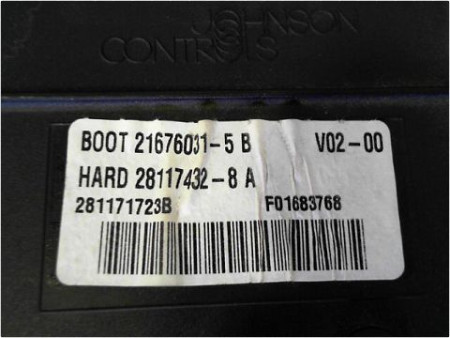 JOHNSON
CONTROLS
BOOT 21676031-5 B V02-00
HARD 28117432-8 A
281171723B F01683768